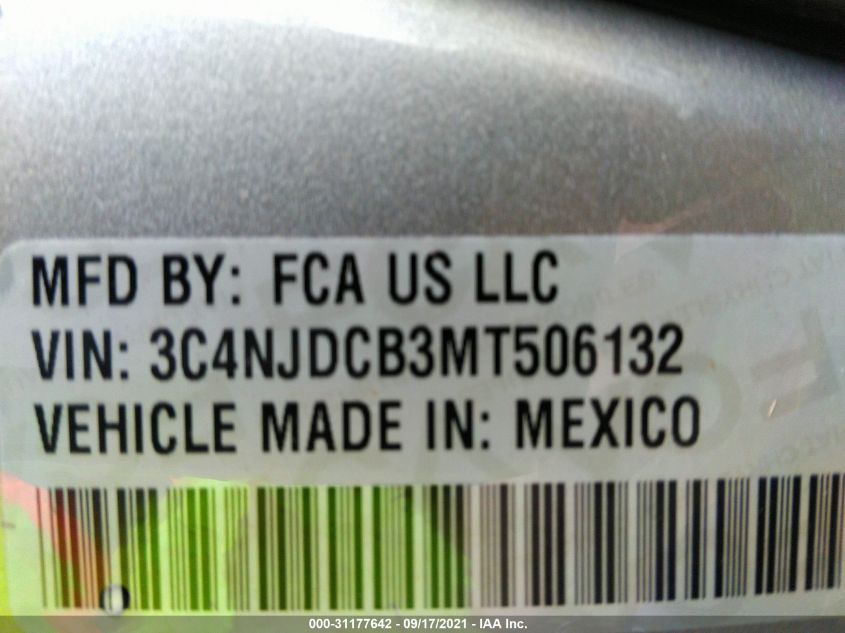 MFD BY: FCA US LLC
VIN: 3C4NJDCB3MT506132
VEHICLE MADE IN: MEXICO
000-31177642 - 09/17/2021 - IAA Inc.